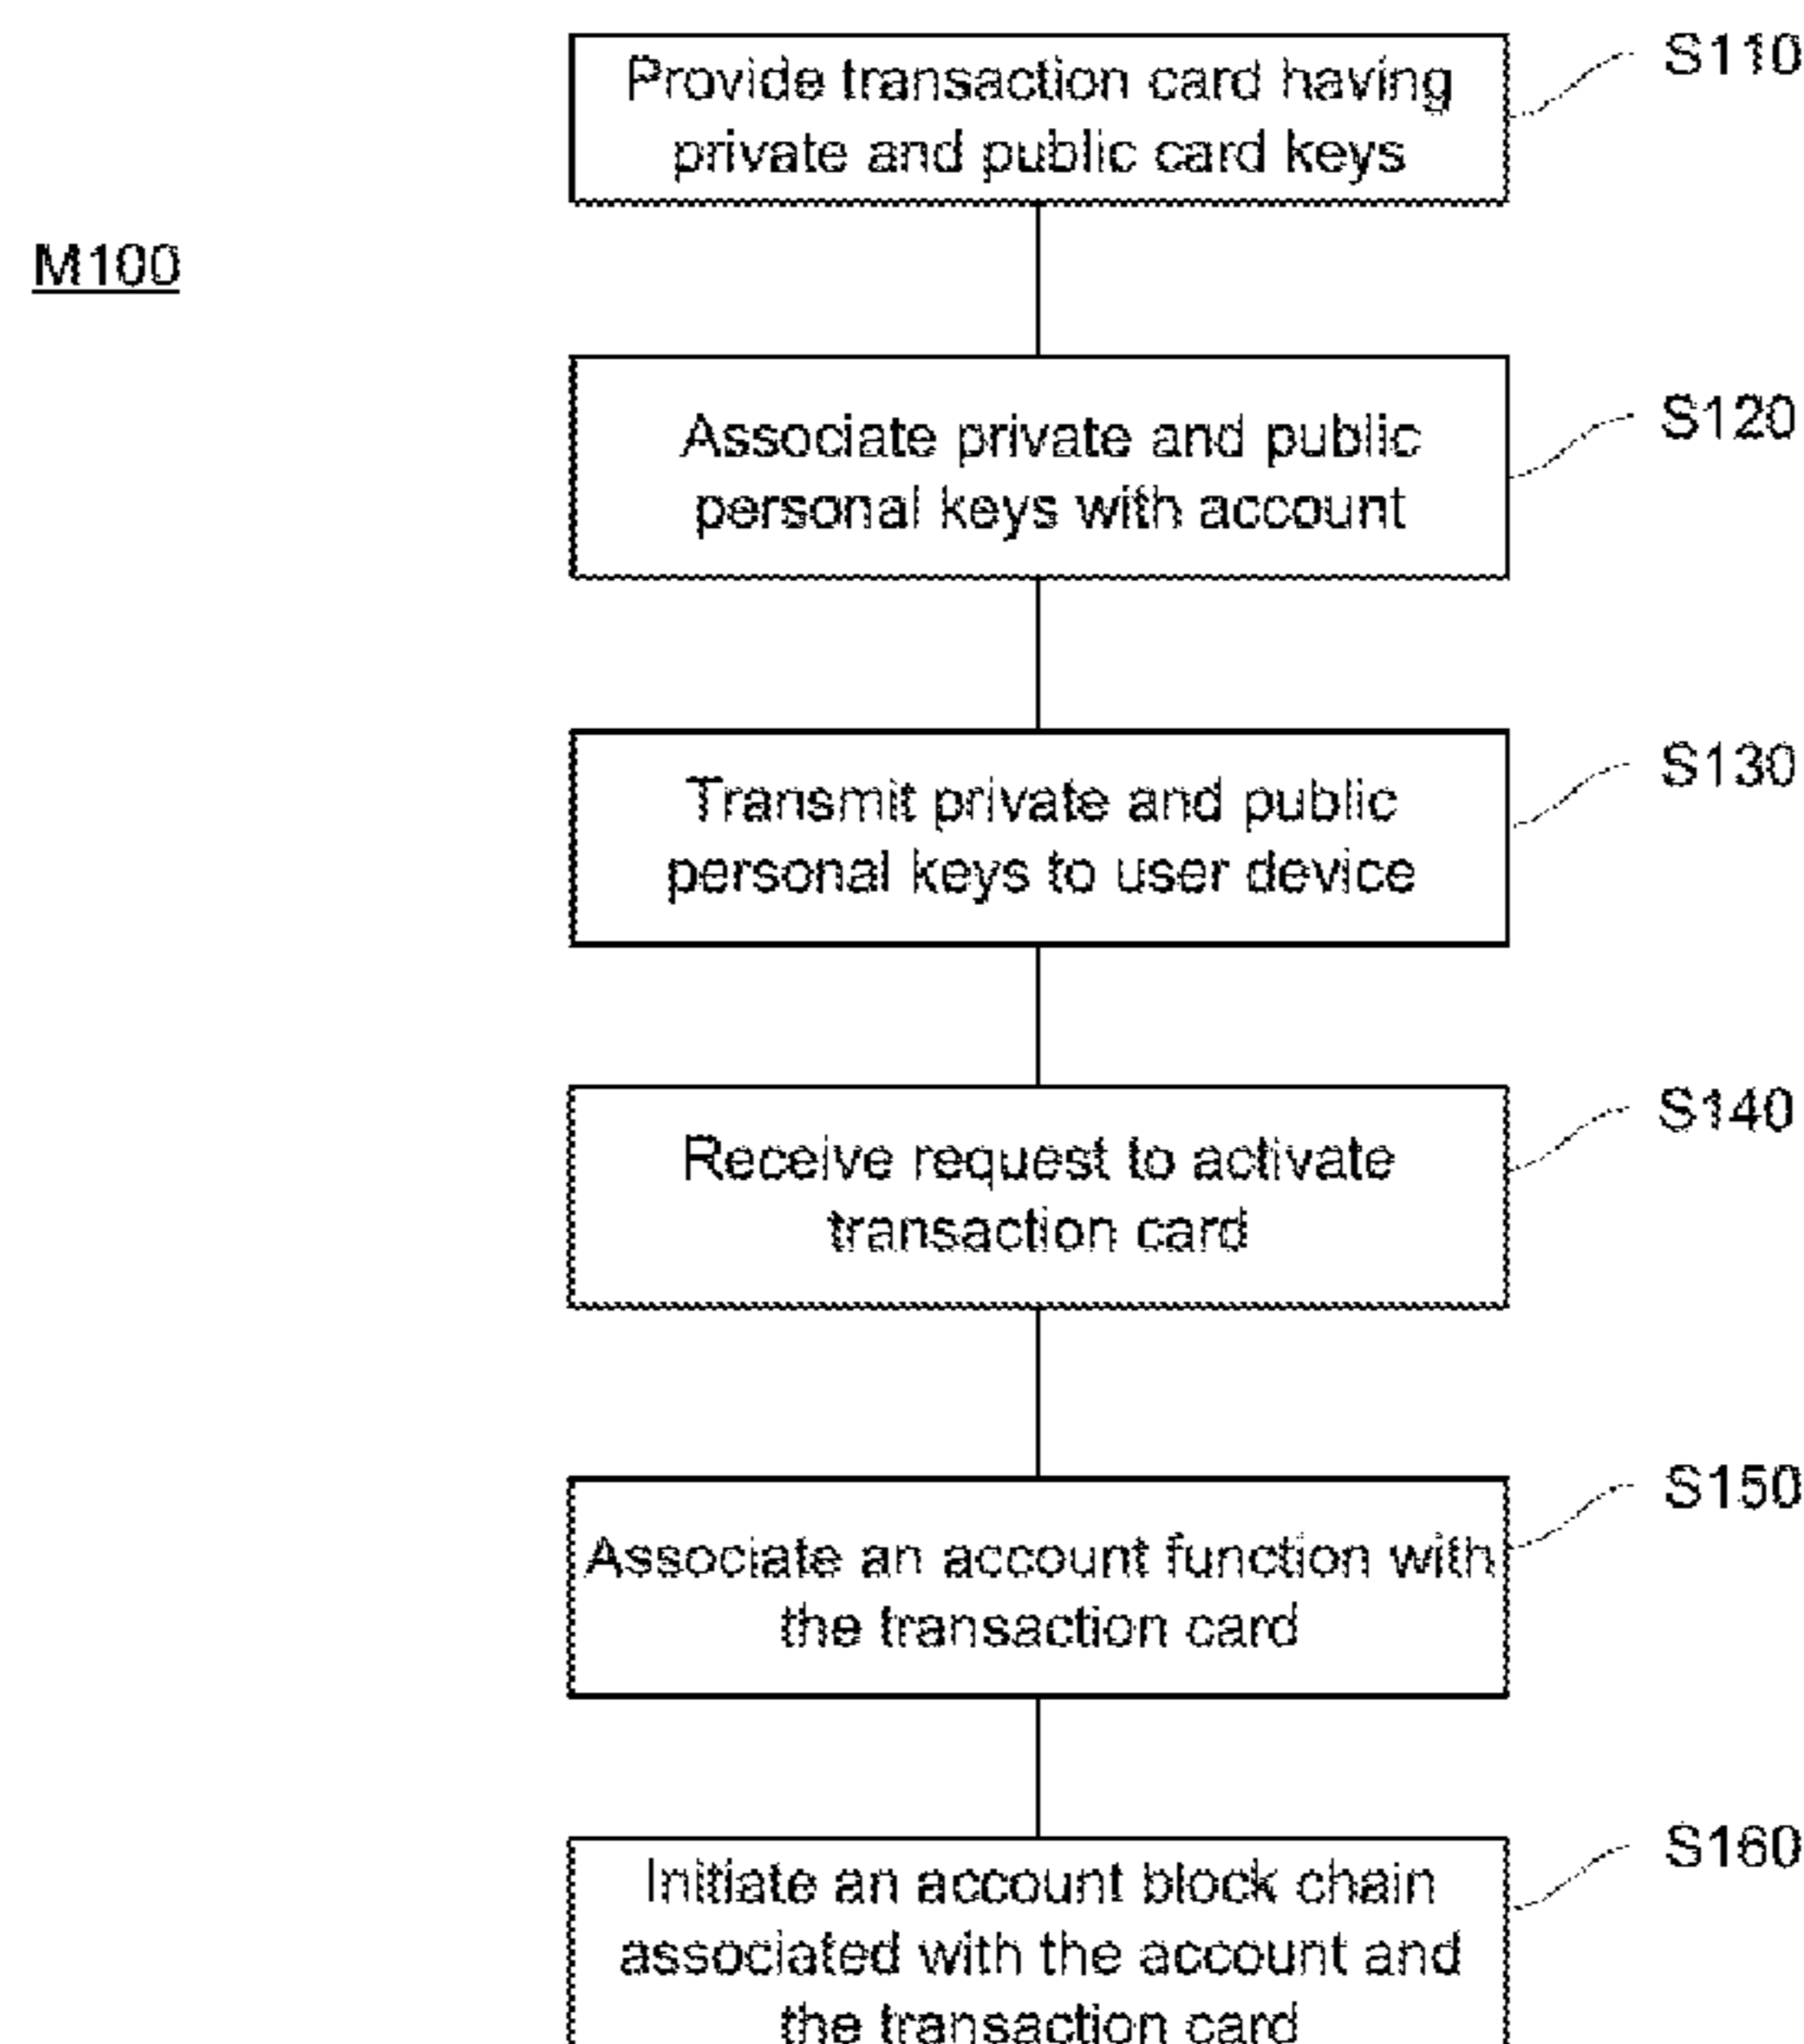 Provide transaction card having
private and public card keys
S110
M100
Associate private and public
personal keys with account
S120
Transmit private and public
personal keys to user device
S130
Receive request to activate
transaction card
S140
Associate an account function with
the transaction card
S150
Initiate an account block chain
associated with the account and
the transaction card
S160